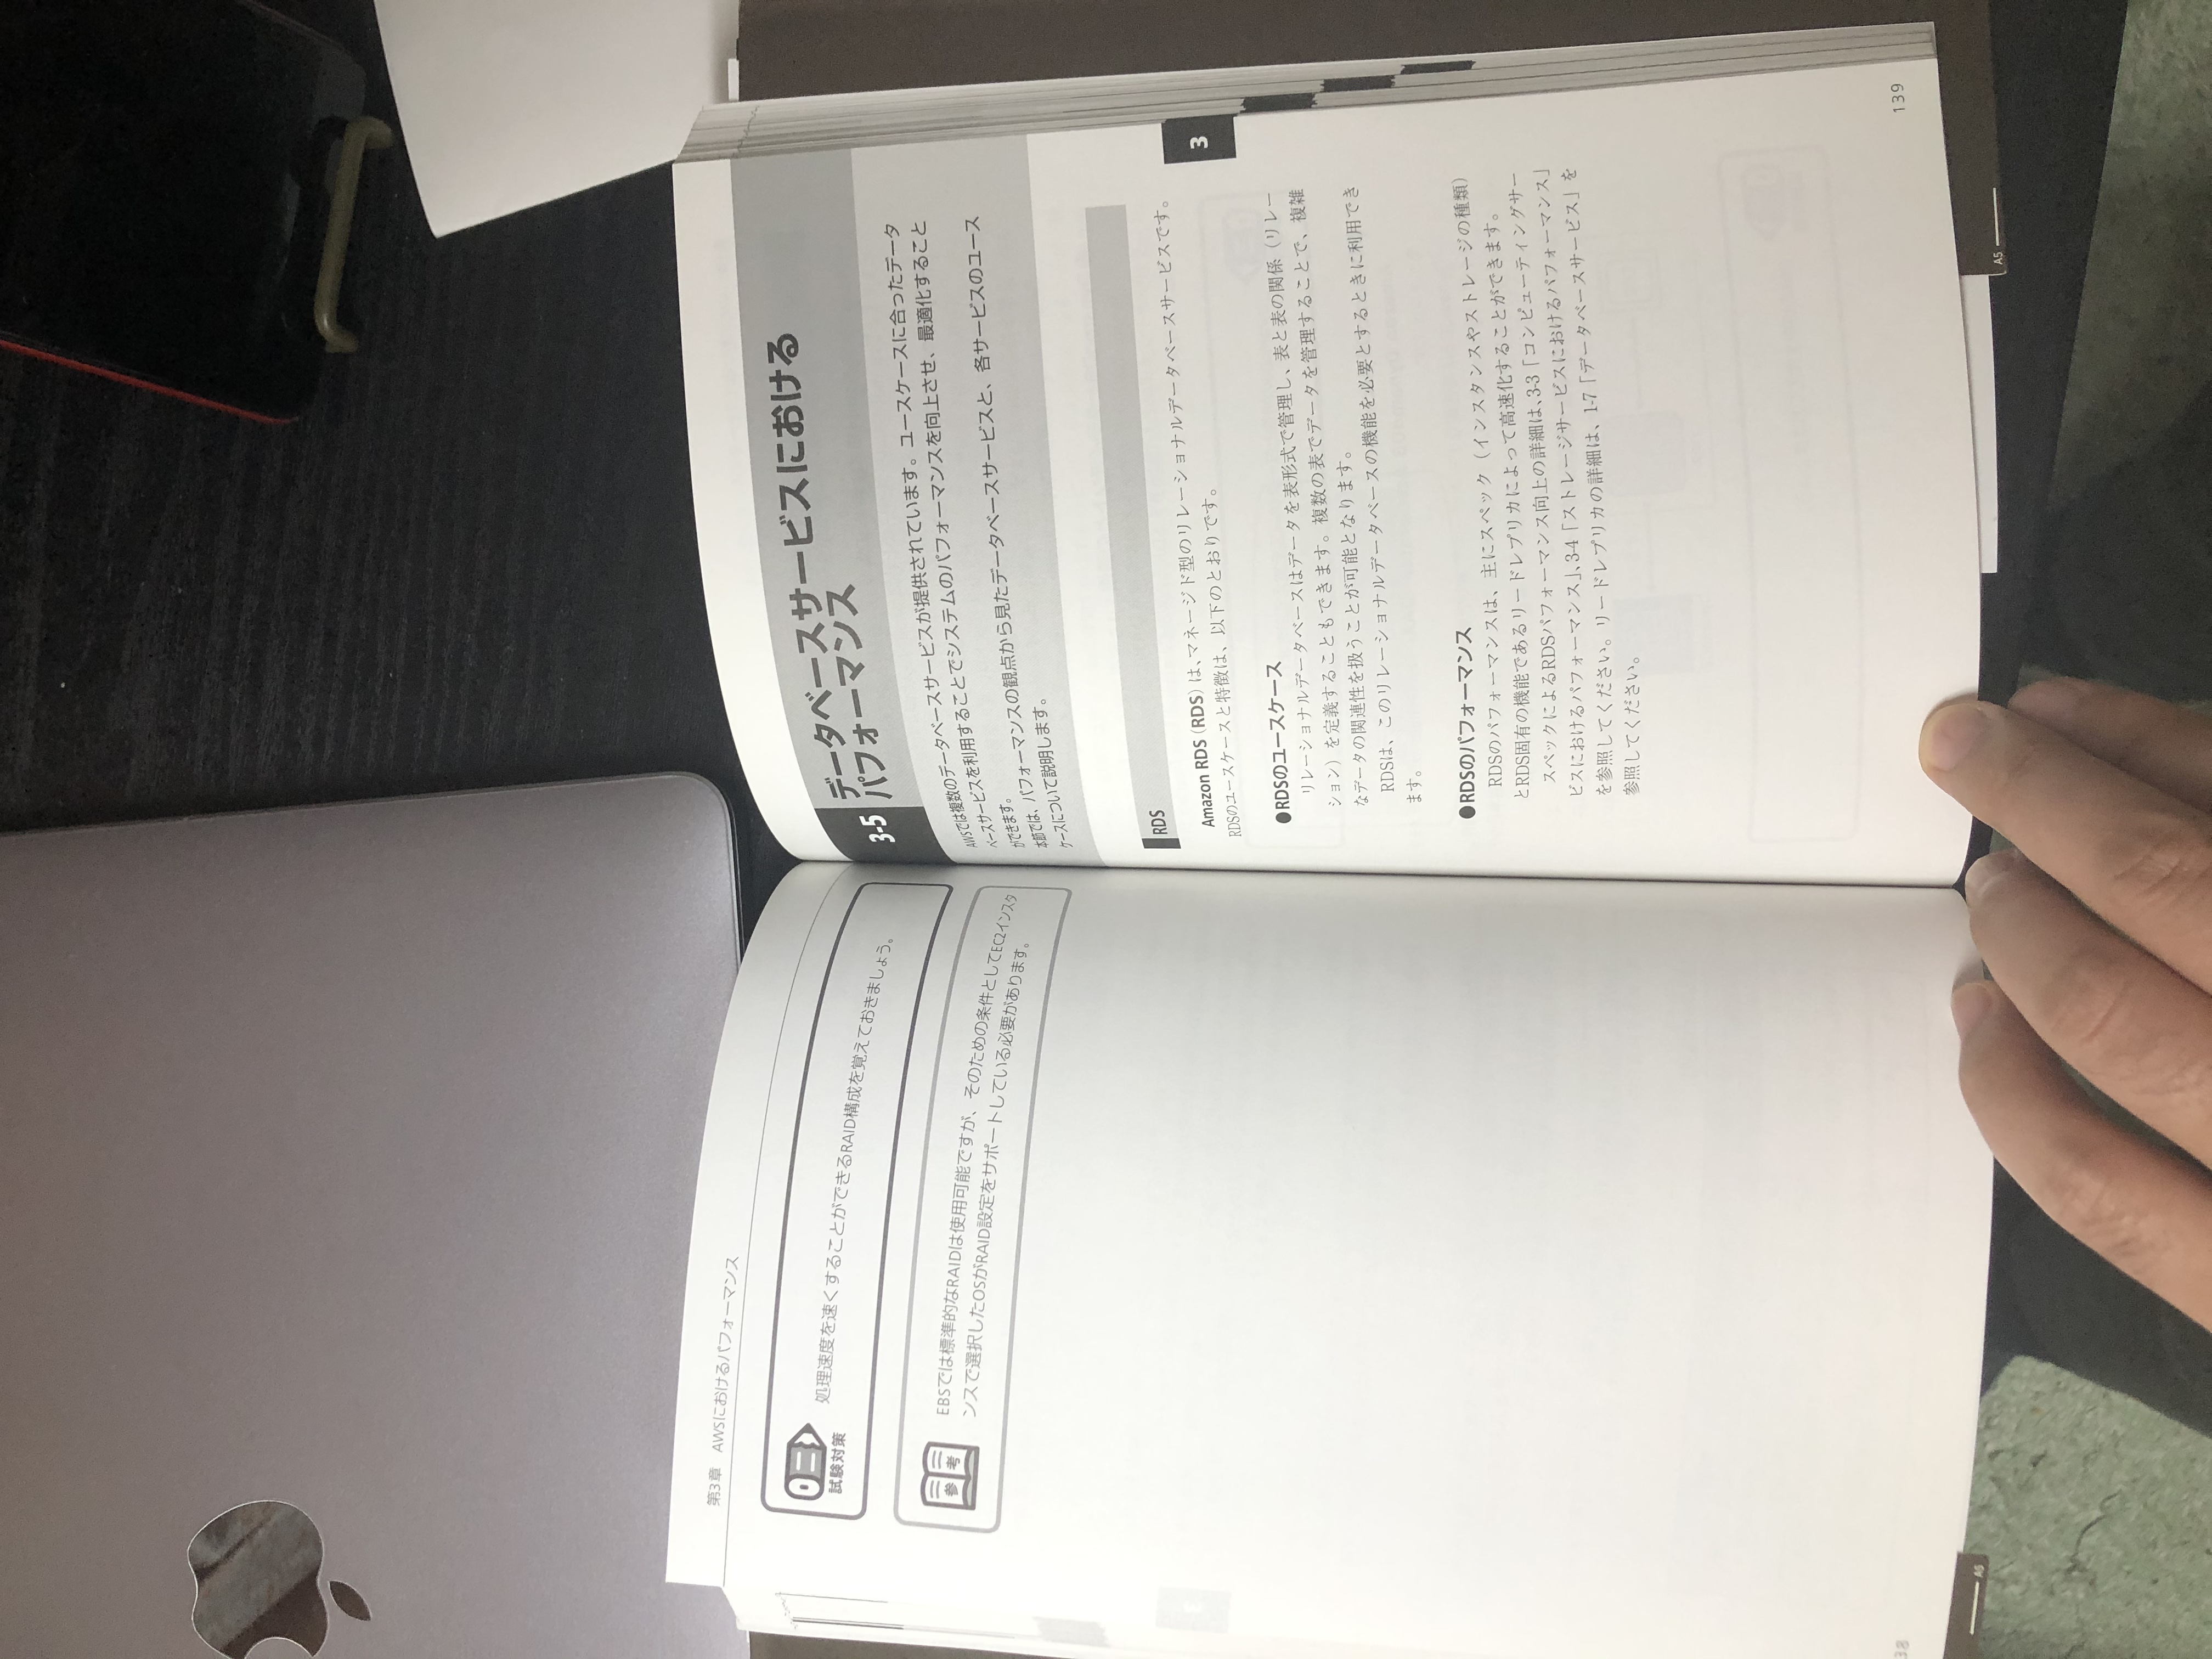 第3章 AWSにおけるパフォーマンス
試験対策
処理速度を速くすることができるRAID構成を覚えておきましょう。
参考
EBSでは標準的なRAIDは使用可能ですが、そのための条件としてEC2インスタ
ンスで選択したOSがRAID設定をサポートしている必要があります。
38
A6
3-5
データベースサービスにおける
パフォーマンス
AWSでは複数のデータベースサービスが提供されています。ユースケースに合ったデータ
ベースサービスを利用することでシステムのパフォーマンスを向上させ、最適化すること
ができます。
本節では、パフォーマンスの観点から見たデータベースサービスと、各サービスのユース
ケースについて説明します。
RDS
Amazon RDS（RDS）は、マネージド型のリレーショナルデータベースサービスです。
RDSのユースケースと特徴は、以下のとおりです。
●RDSのユースケース
リレーショナルデータベースはデータを表形式で管理し、表と表の関係（リレー
ション）を定義することもできます。複数の表でデータを管理することで、複雑
なデータの関連性を扱うことが可能となります。
RDSは、このリレーショナルデータベースの機能を必要とするときに利用でき
ます。
●RDSのパフォーマンス
RDSのパフォーマンスは、主にスペック（インスタンスやストレージの種類）
とRDS固有の機能であるリードレプリカによって高速化することができます。
スペックによるRDSパフォーマンス向上の詳細は、3-3「コンピューティングサー
ビスにおけるパフォーマンス」、3-4「ストレージサービスにおけるパフォーマンス」
を参照してください。リードレプリカの詳細は、1-7「データベースサービス」を
参照してください。
3
139
A5